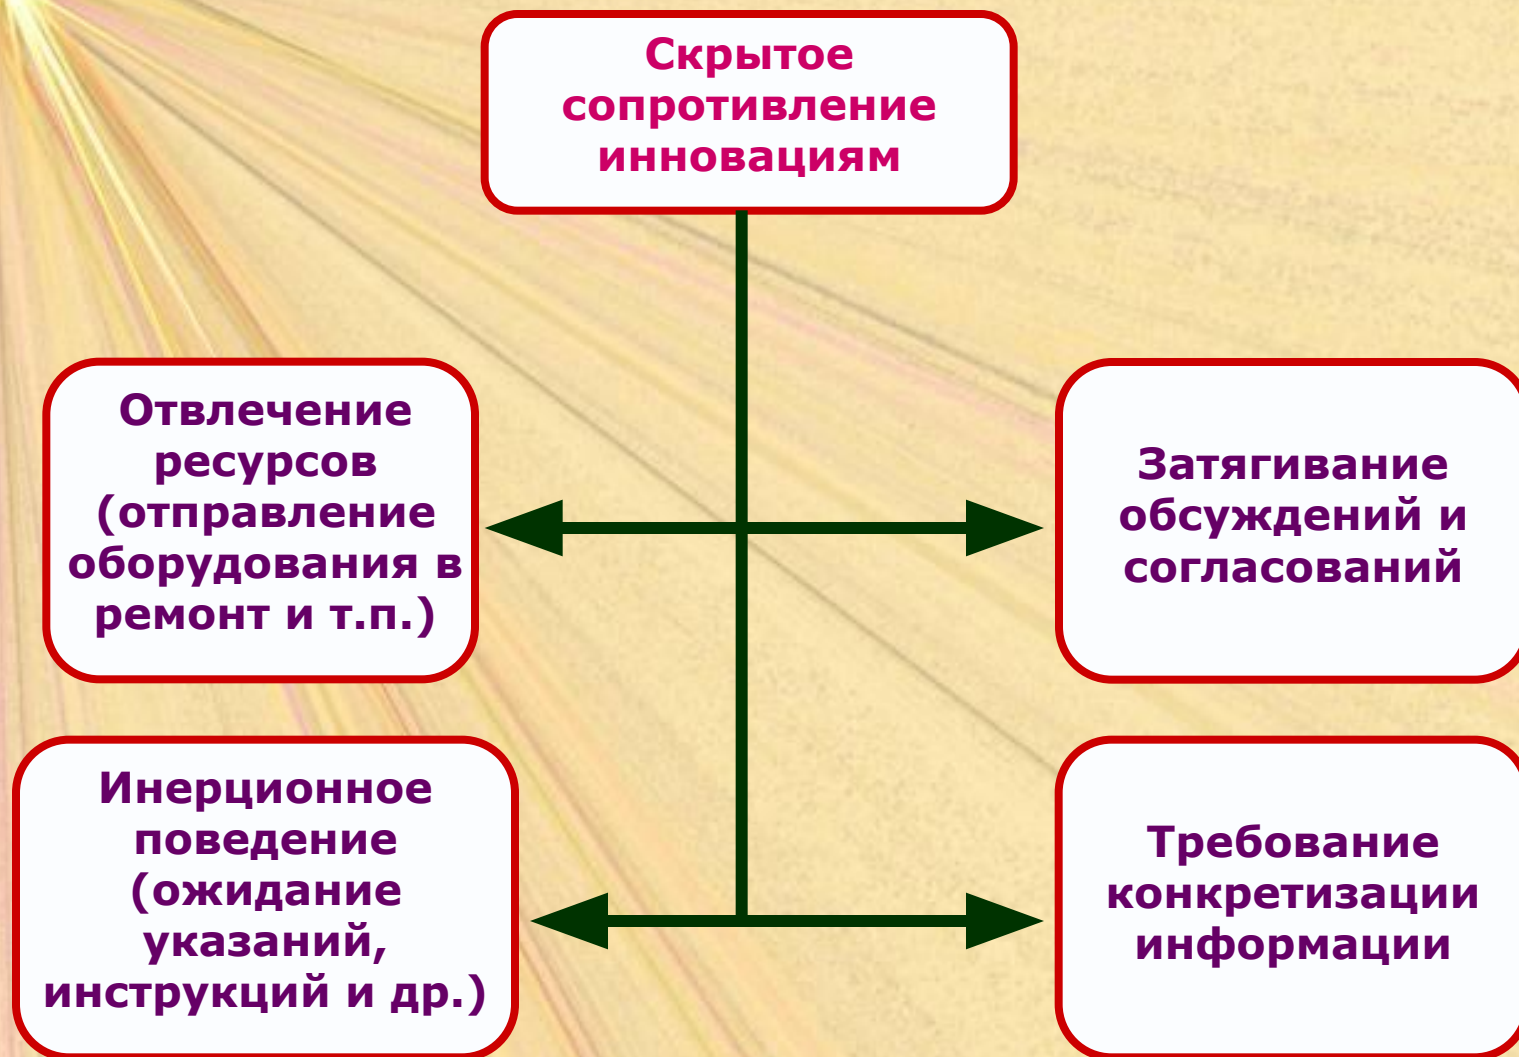 Скрытое
сопротивление
инновациям
Отвлечение
ресурсов
(отправление
оборудования в
ремонт и т.п.)
Затягивание
обсуждений и
согласований
Инерционное
поведение
(ожидание
указаний,
инструкций и др.)
Требование
конкретизации
информации